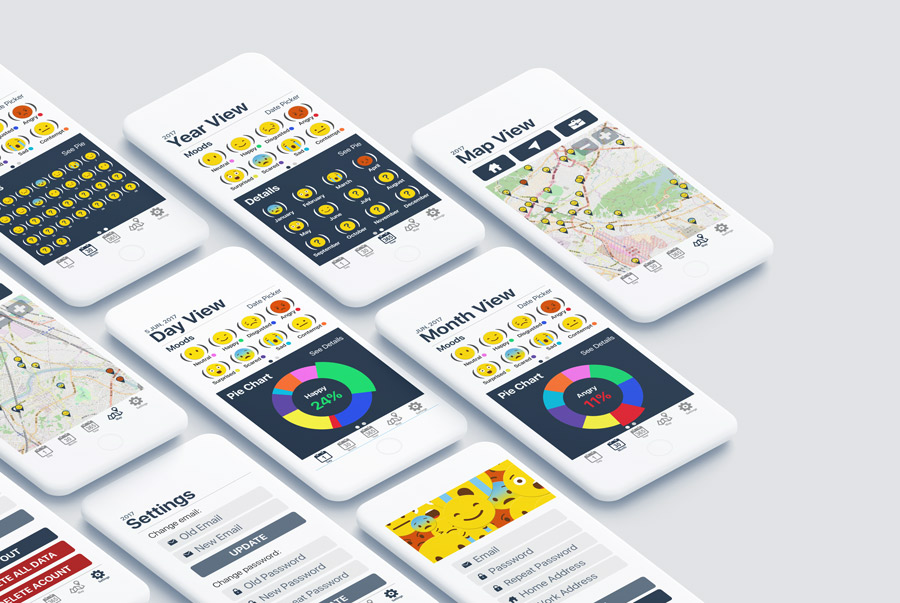 Date Picker
Disgusted
Angry
Sad
Contempt
See Pie
2017
Year View
Moods
Date Picker
Neutral
Happy
Disgusted
Angry
Surprised
Scared
Sad
Contempt
Details
See Pie
January
February
March
April
May
June
July
August
September
October
November
December
2017
Map View
5 JUN, 2017
Day View
Moods
Date Picker
Neutral
Happy
Disgusted
Angry
Surprised
Scared
Sad
Contempt
Pie Chart
See Details
Happy
24%
JUN, 2017
Month View
Moods
Date Picker
Neutral
Happy
Disgusted
Angry
Surprised
Scared
Sad
Contempt
Pie Chart
See Details
Angry
11%
OUT
ETE ALL DATA
DELETE ACOUNT
2017
Settings
Change email:
Old Email
New Email
UPDATE
Change password:
Old Password
New Password
Repeat Password
Email
Password
Repeat Password
Home Address
Work Address